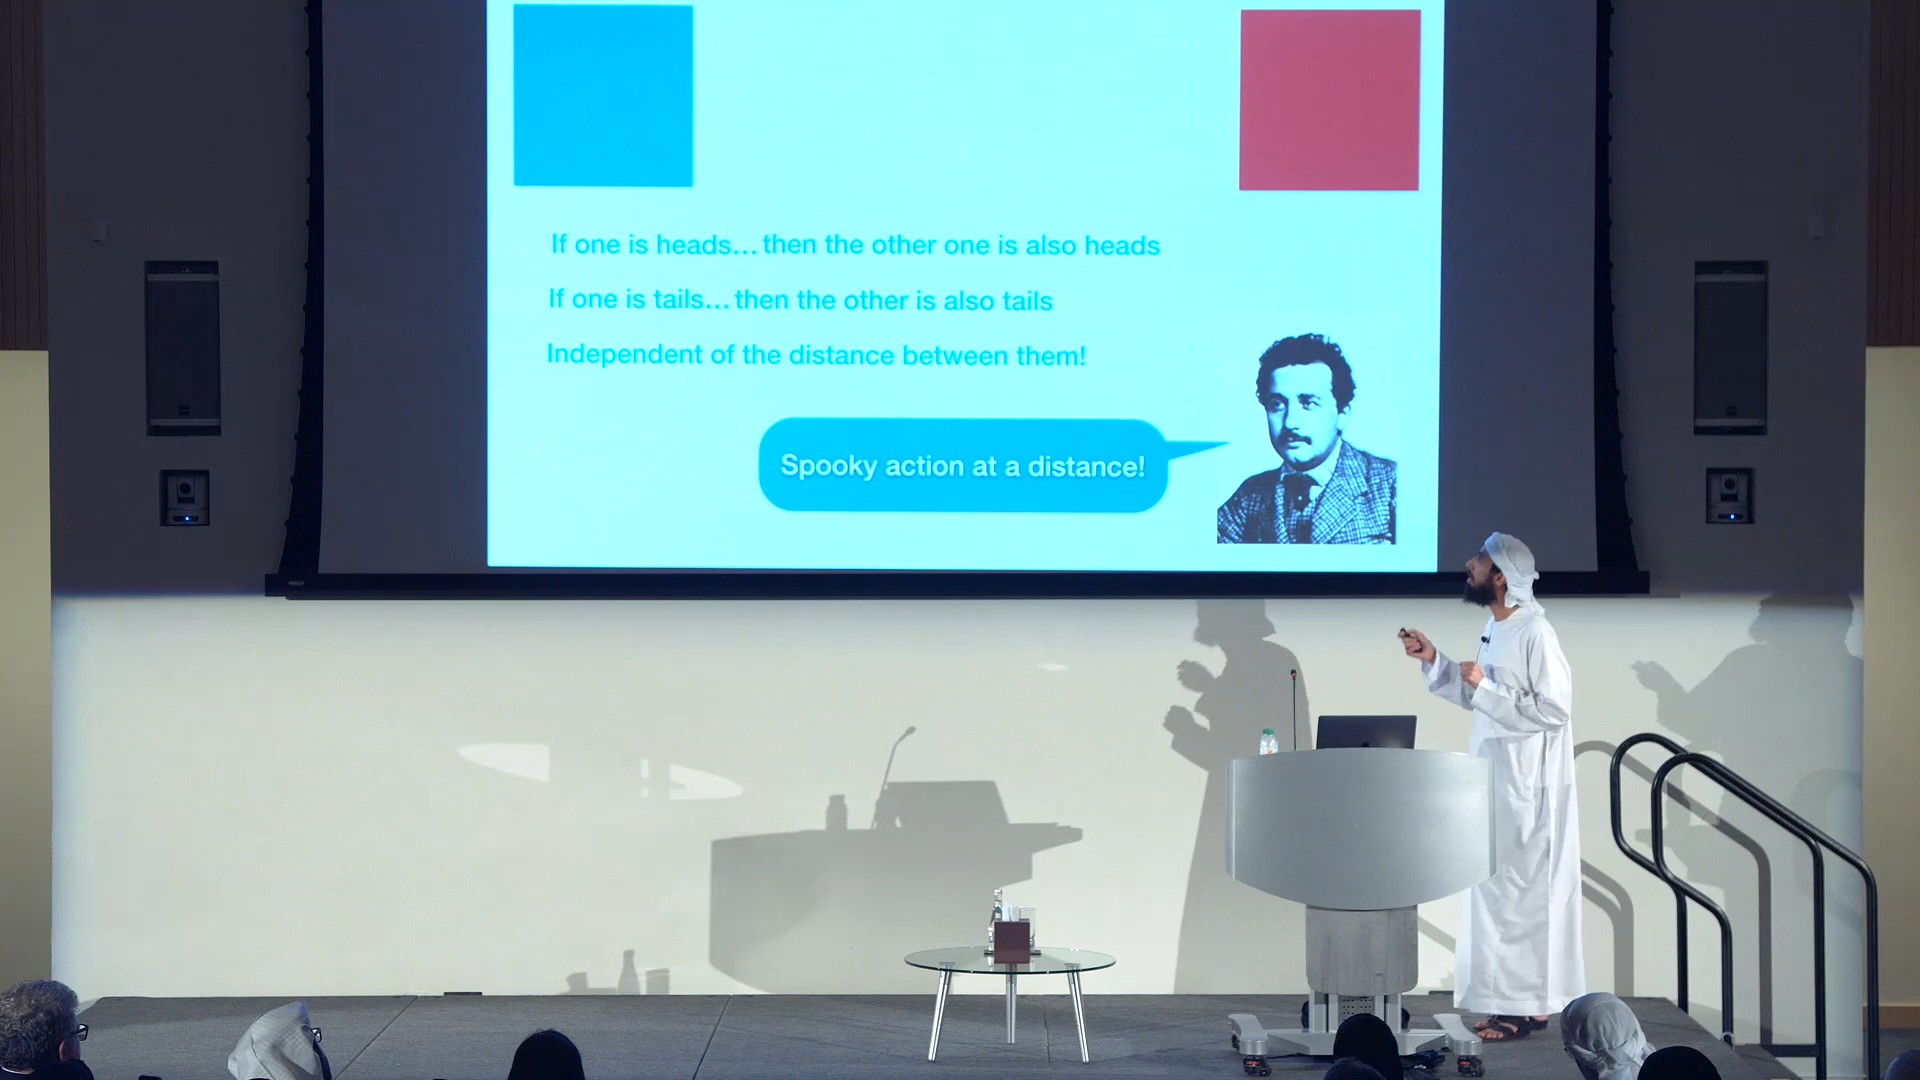 If one is heads... then the other one is also heads
If one is tails... then the other is also tails
Independent of the distance between them!
Spooky action at a distance!